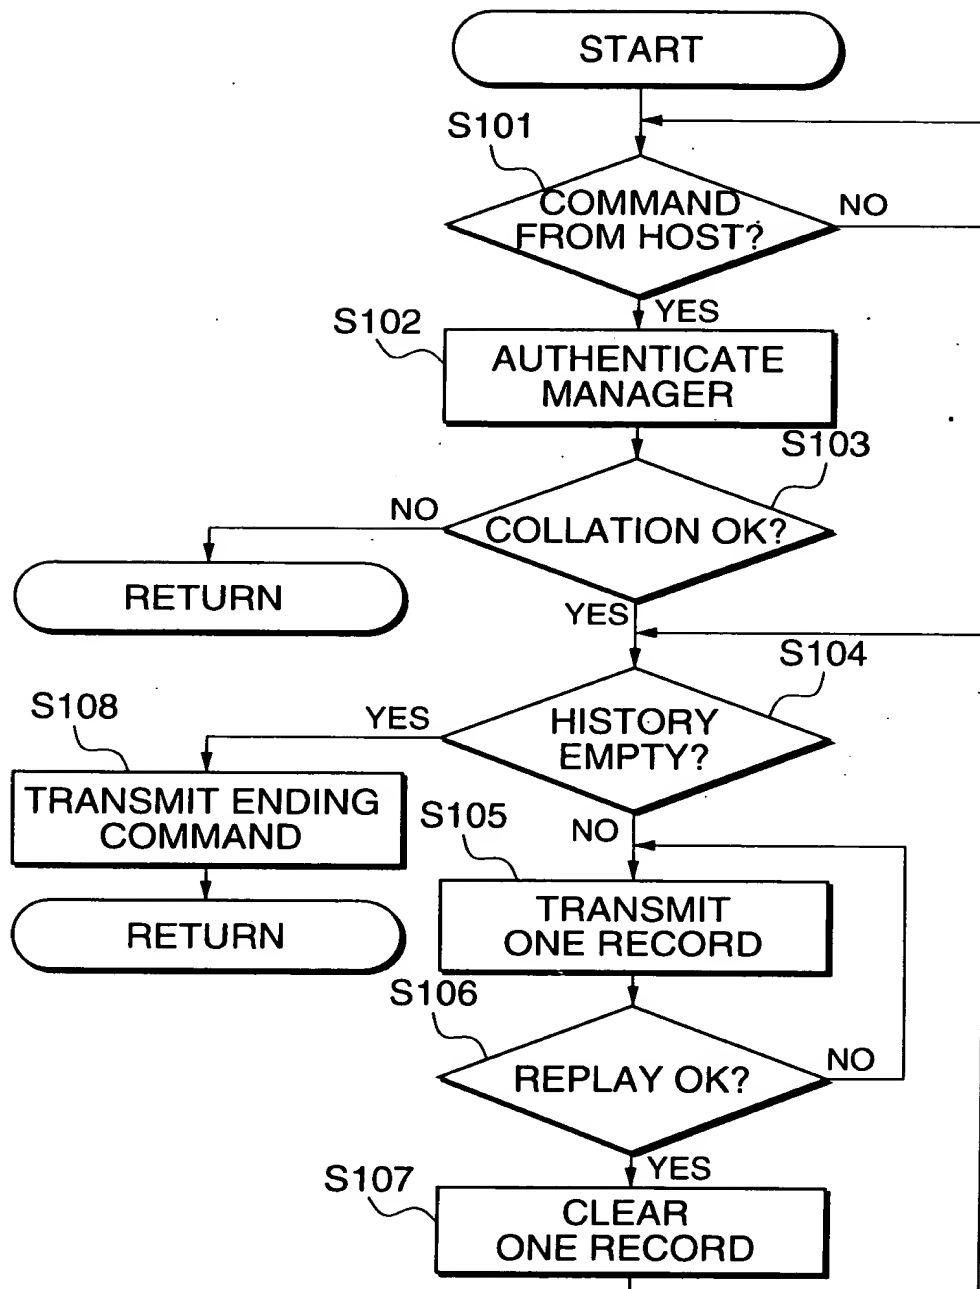 START
S101
COMMAND
FROM HOST?
NO
YES
S102
AUTHENTICATE
MANAGER
S103
NO
COLLATION OK?
RETURN
YES
S104
S108
YES
HISTORY
EMPTY?
TRANSMIT ENDING
COMMAND
S105
NO
RETURN
TRANSMIT
ONE RECORD
S106
REPLAY OK?
NO
YES
S107
CLEAR
ONE RECORD